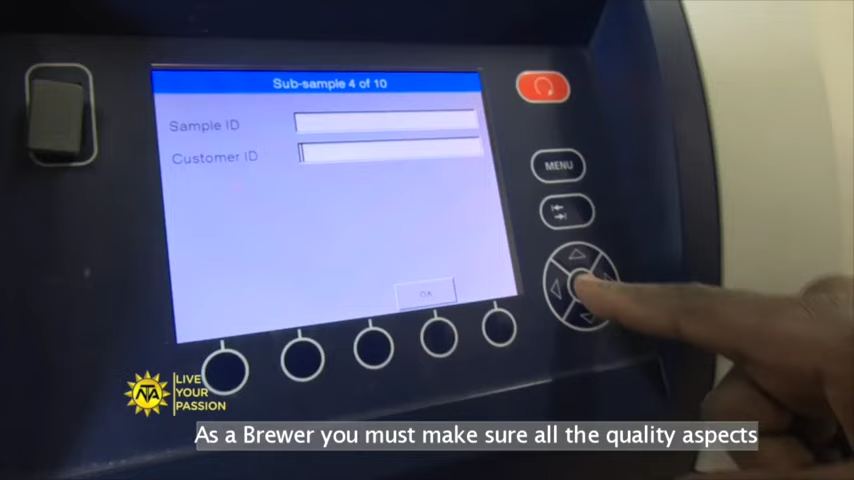 Sub-sample 4 of 10
Sample ID
Customer ID
MENU
OK
NTA
LIVE
YOUR
PASSION
As a Brewer you must make sure all the quality aspects